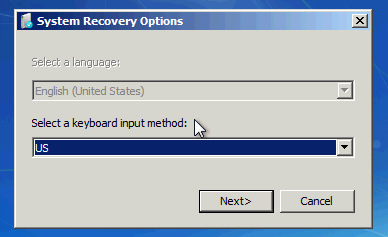 System Recovery Options
Select a language:
English (United States)
Select a keyboard input method:
US
Next>
Cancel